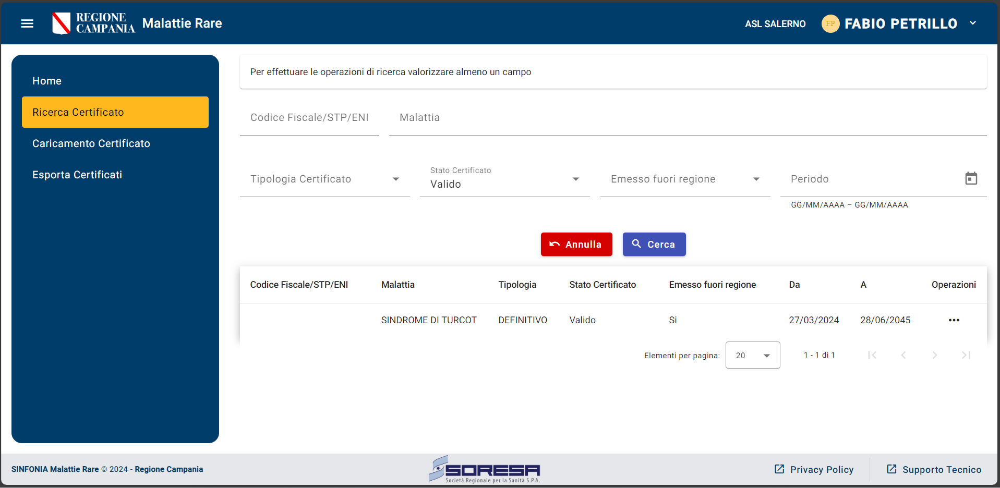 REGIONE CAMPANIA Malattie Rare
ASL SALERNO
FP
FABIO PETRILLO
Home
Ricerca Certificato
Caricamento Certificato
Esporta Certificati
Per effettuare le operazioni di ricerca valorizzare almeno un campo
Codice Fiscale/STP/ENI
Malattia
Tipologia Certificato
Stato Certificato
Valido
Emesso fuori regione
Periodo
GG/MM/AAAA – GG/MM/AAAA
Annulla
Cerca
Codice Fiscale/STP/ENI Malattia Tipologia Stato Certificato Emesso fuori regione Da A Operazioni
SINDROME DI TURCOT DEFINITIVO Valido Si 27/03/2024 28/06/2045
Elementi per pagina: 20 1 - 1 di 1
SINFONIA Malattie Rare © 2024 - Regione Campania
SORESA
Società Regionale per la Sanità S.P.A.
Privacy Policy
Supporto Tecnico